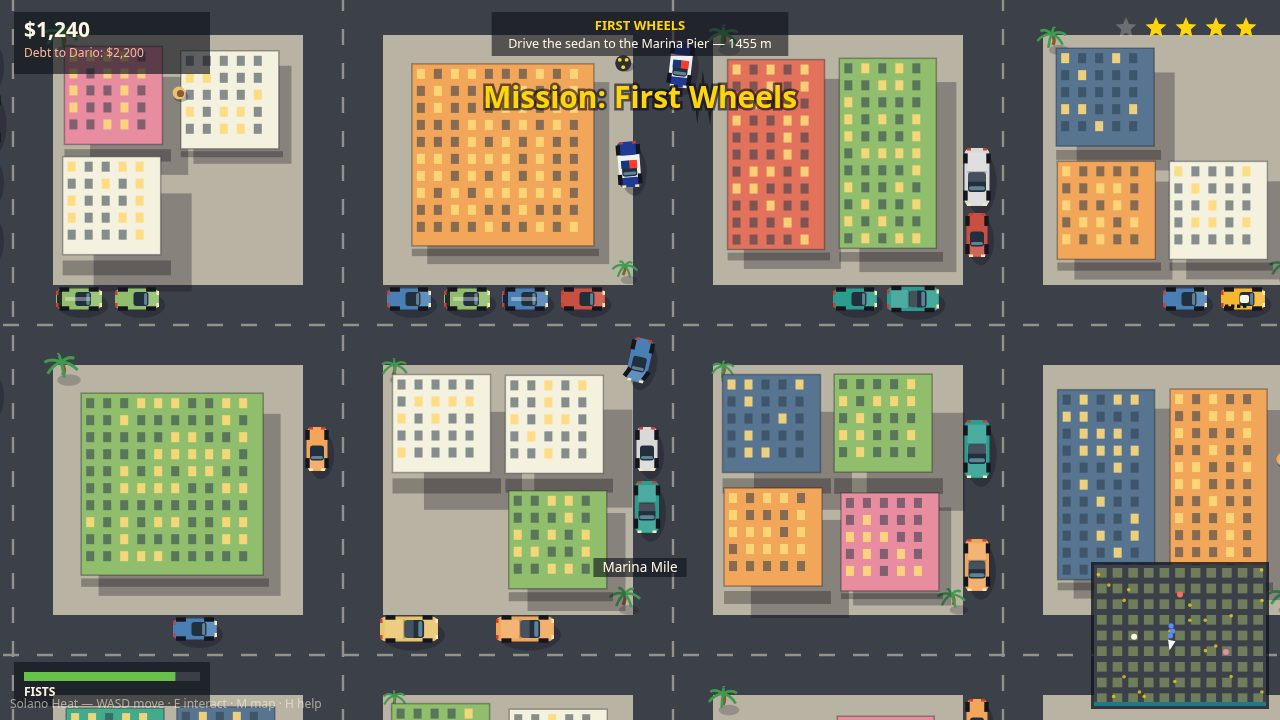 $1,240
Debt to Dario: $2,200
FIRST WHEELS
Drive the sedan to the Marina Pier — 1455 m
Mission: First Wheels
Marina Mile
FISTS
Solano Heat — WASD move · E interact · M map · H help